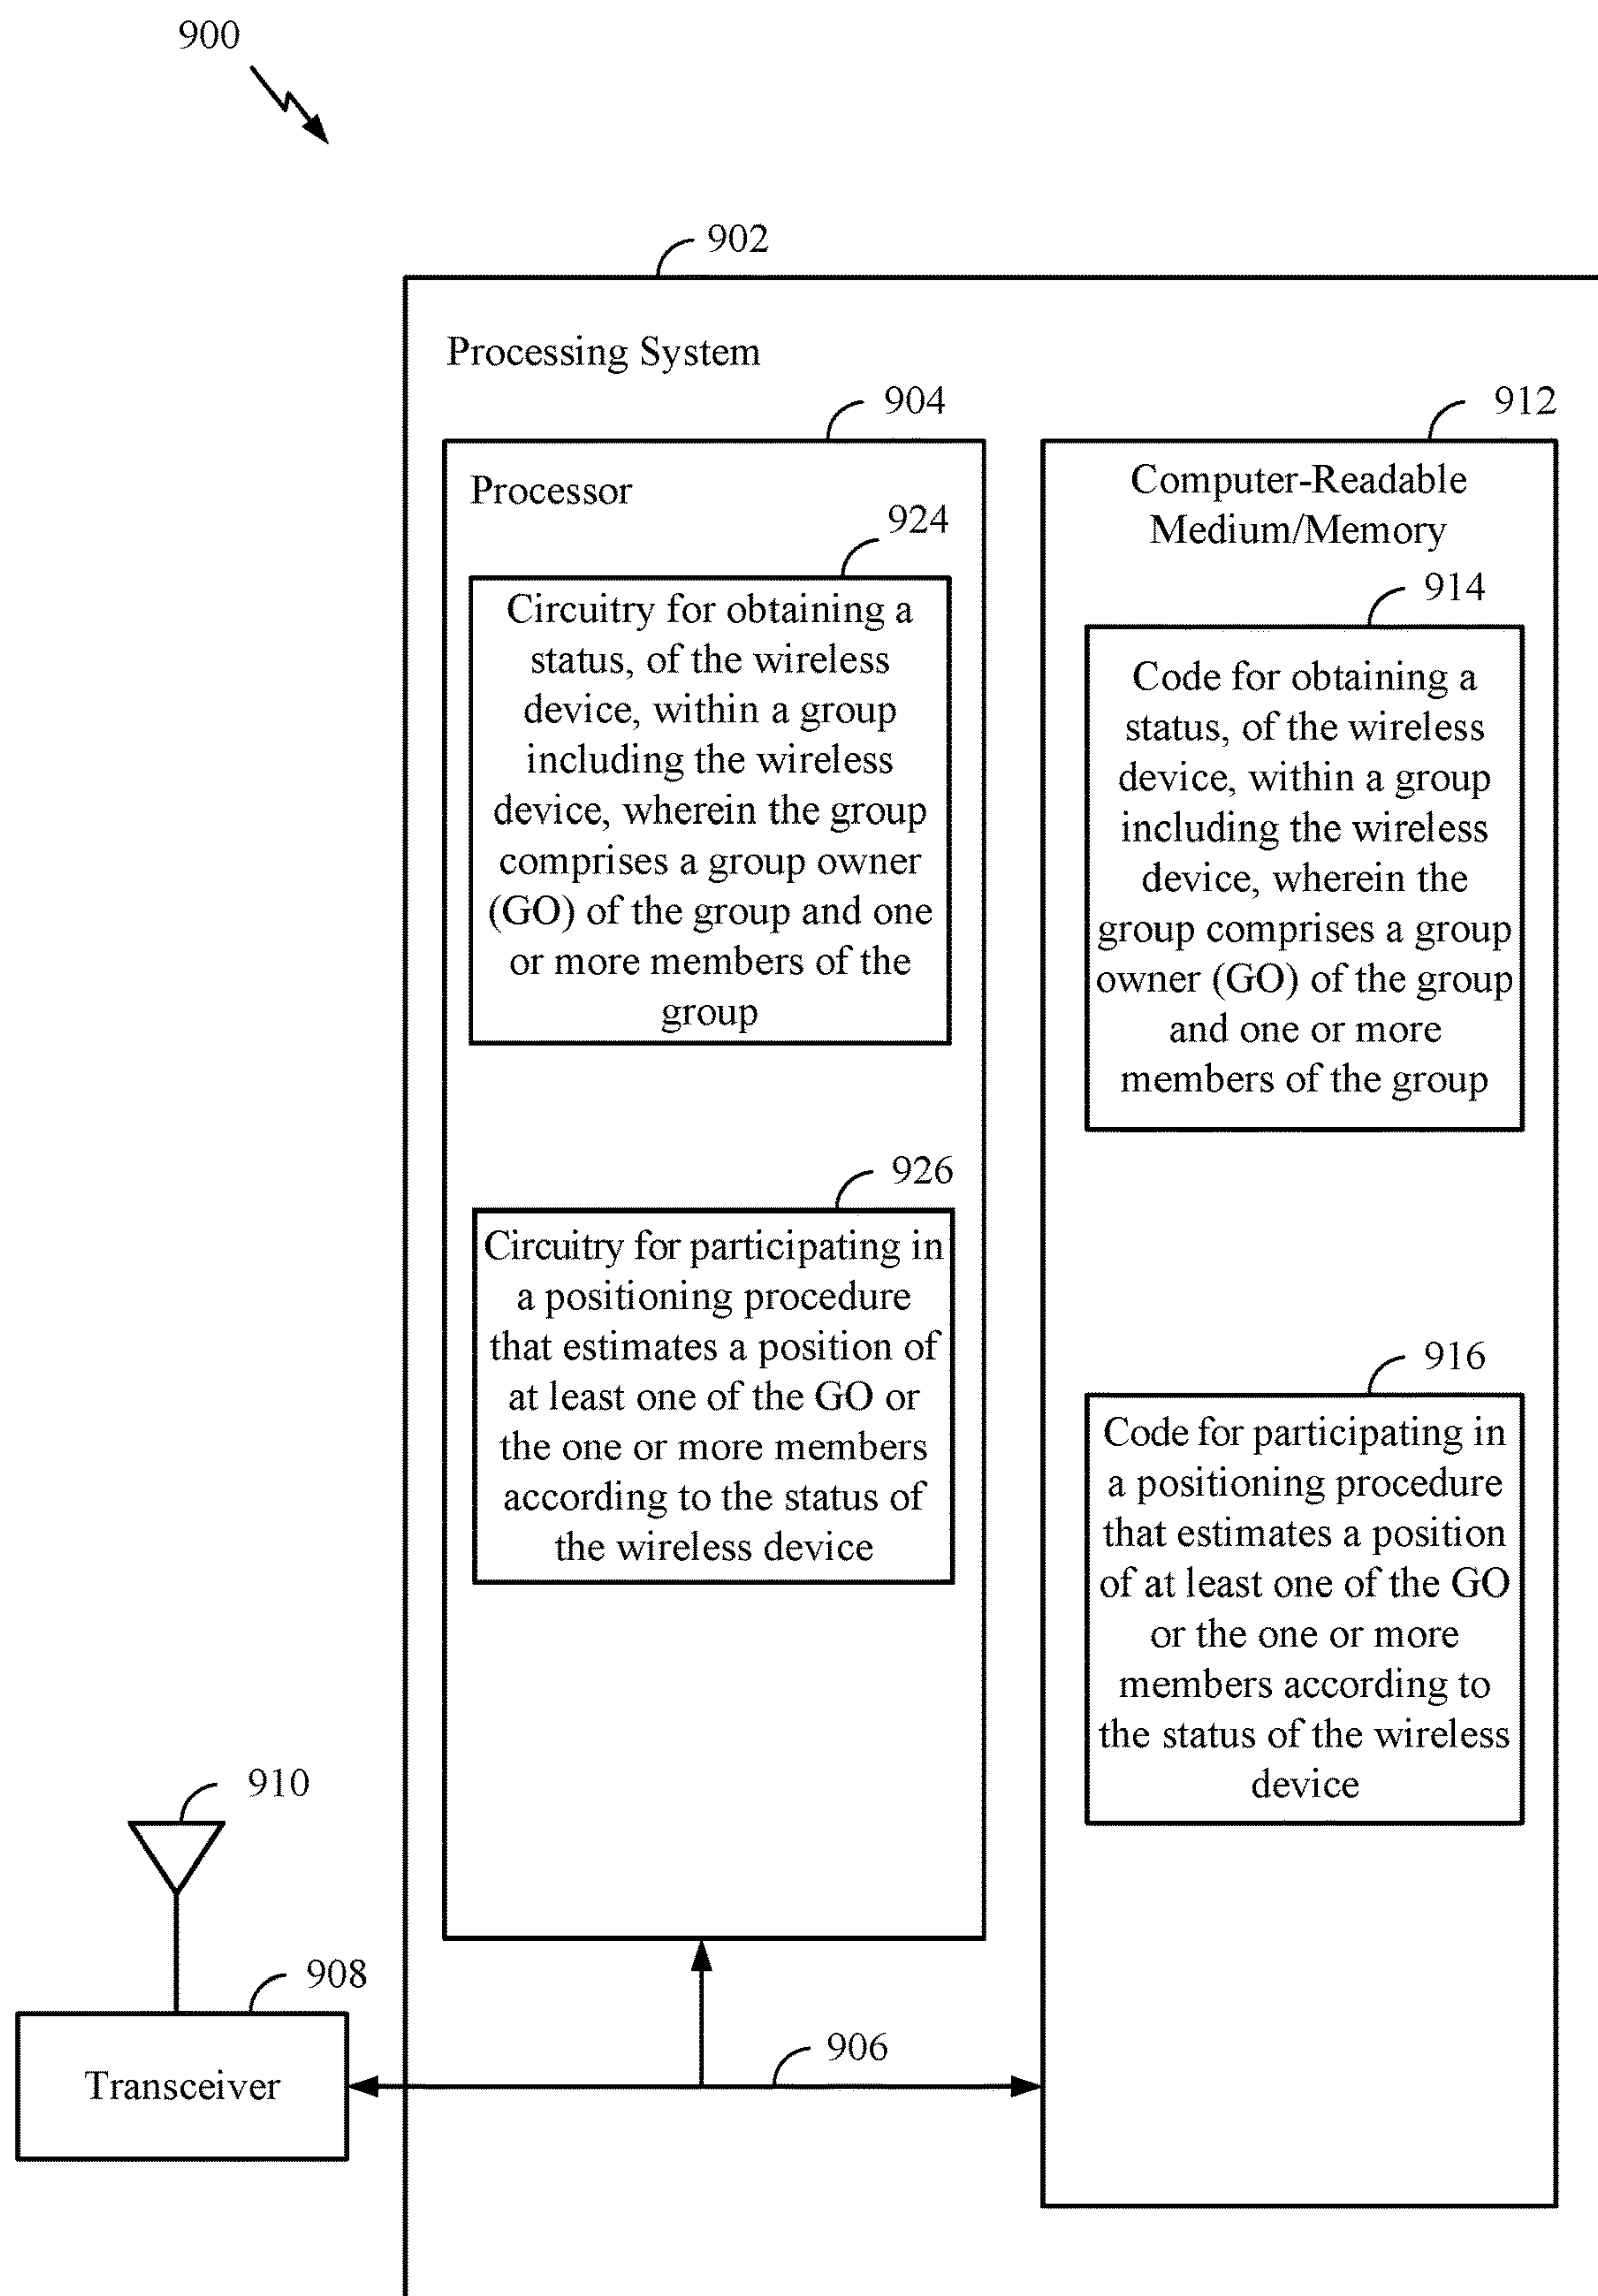 900
902
Processing System
904
Processor
924
Circuitry for obtaining a
status, of the wireless
device, within a group
including the wireless
device, wherein the group
comprises a group owner
(GO) of the group and one
or more members of the
group
926
Circuitry for participating in
a positioning procedure
that estimates a position of
at least one of the GO or
the one or more members
according to the status of
the wireless device
912
Computer-Readable
Medium/Memory
914
Code for obtaining a
status, of the wireless
device, within a group
including the wireless
device, wherein the
group comprises a group
owner (GO) of the group
and one or more
members of the group
916
Code for participating in
a positioning procedure
that estimates a position
of at least one of the GO
or the one or more
members according to
the status of the wireless
device
910
908
Transceiver
906